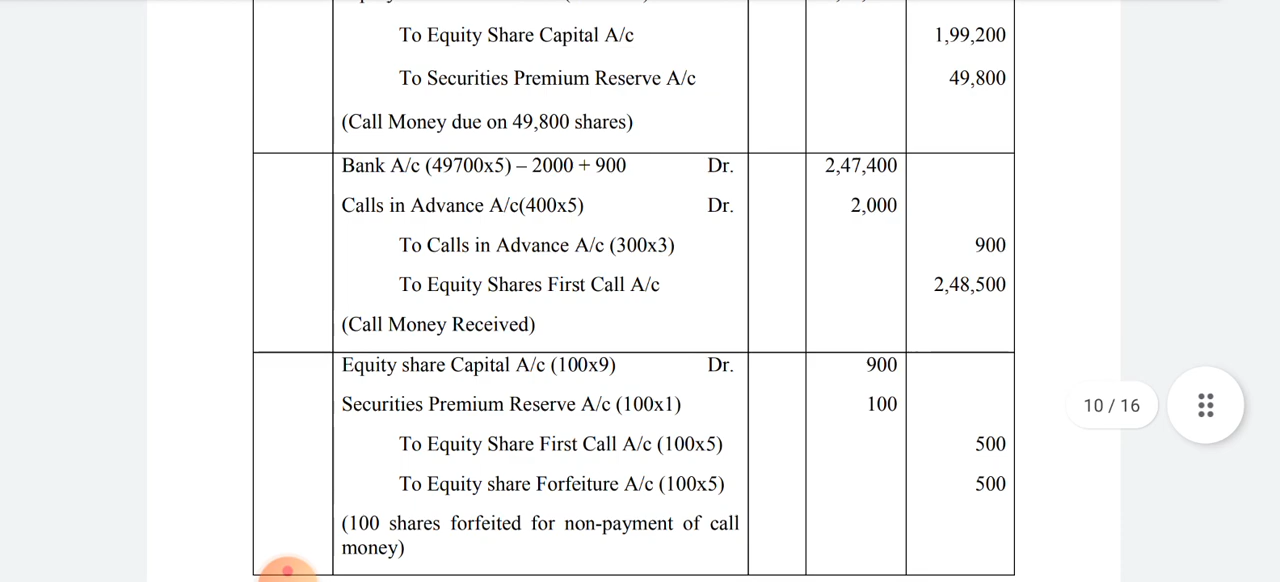 To Equity Share Capital A/c 1,99,200
To Securities Premium Reserve A/c 49,800
(Call Money due on 49,800 shares)
Bank A/c (49700x5) – 2000 + 900 Dr. 2,47,400
Calls in Advance A/c(400x5) Dr. 2,000
To Calls in Advance A/c (300x3) 900
To Equity Shares First Call A/c 2,48,500
(Call Money Received)
Equity share Capital A/c (100x9) Dr. 900
Securities Premium Reserve A/c (100x1) 100
To Equity Share First Call A/c (100x5) 500
To Equity share Forfeiture A/c (100x5) 500
(100 shares forfeited for non-payment of call
money)
10 / 16